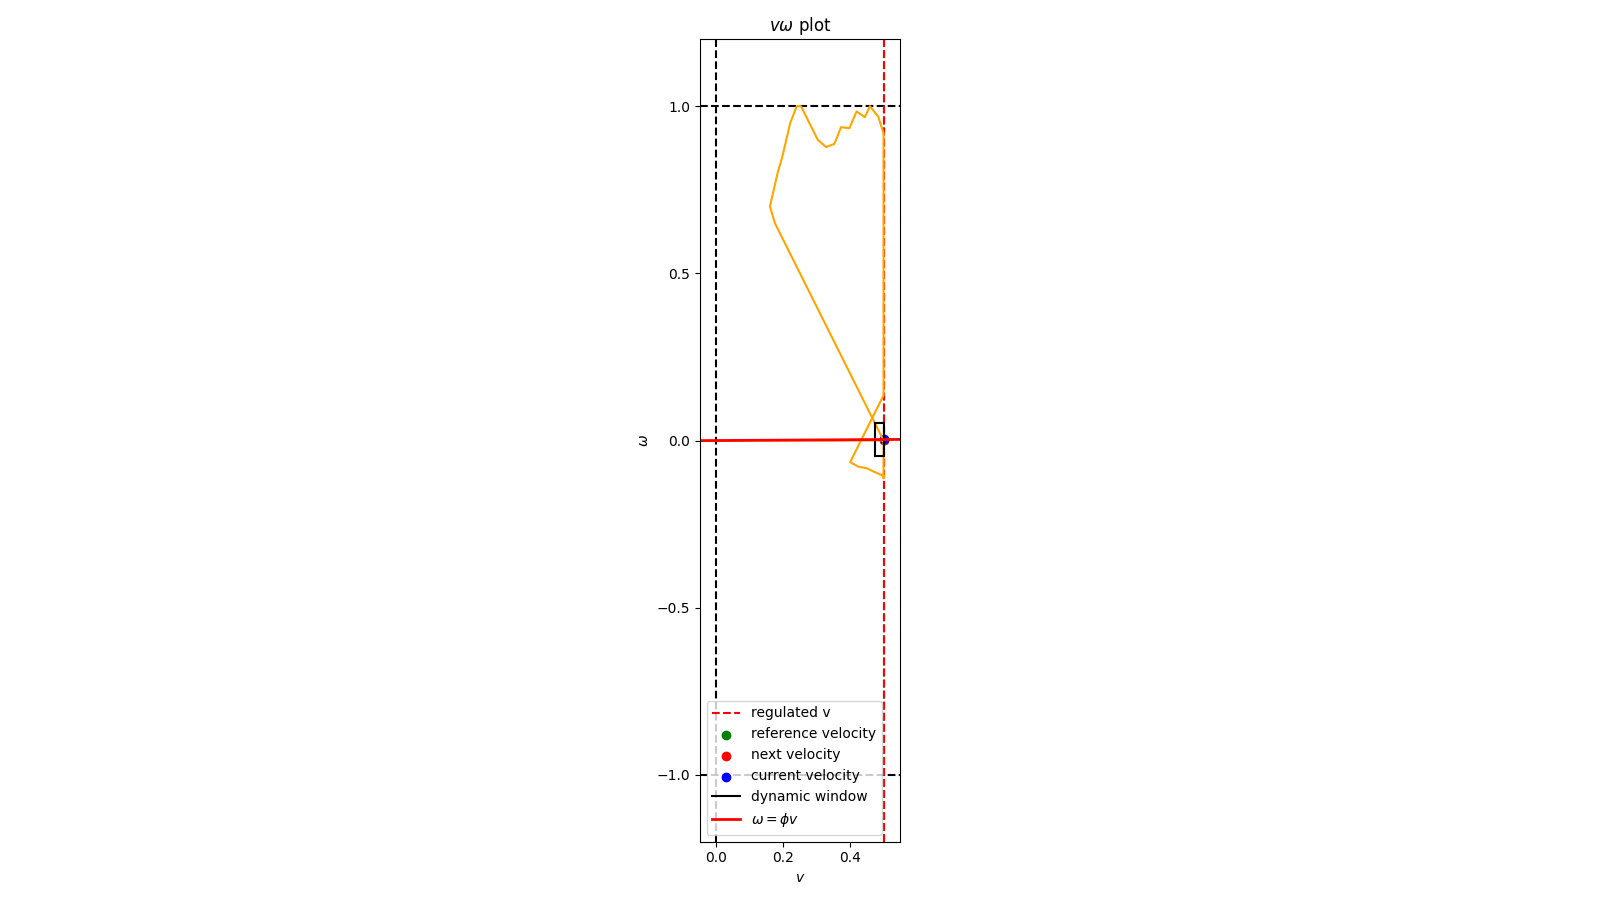 vω plot
1.0
0.5
0.0
−0.5
−1.0
ω
regulated v
reference velocity
next velocity
current velocity
dynamic window
ω = ϕv
0.0 0.2 0.4
v